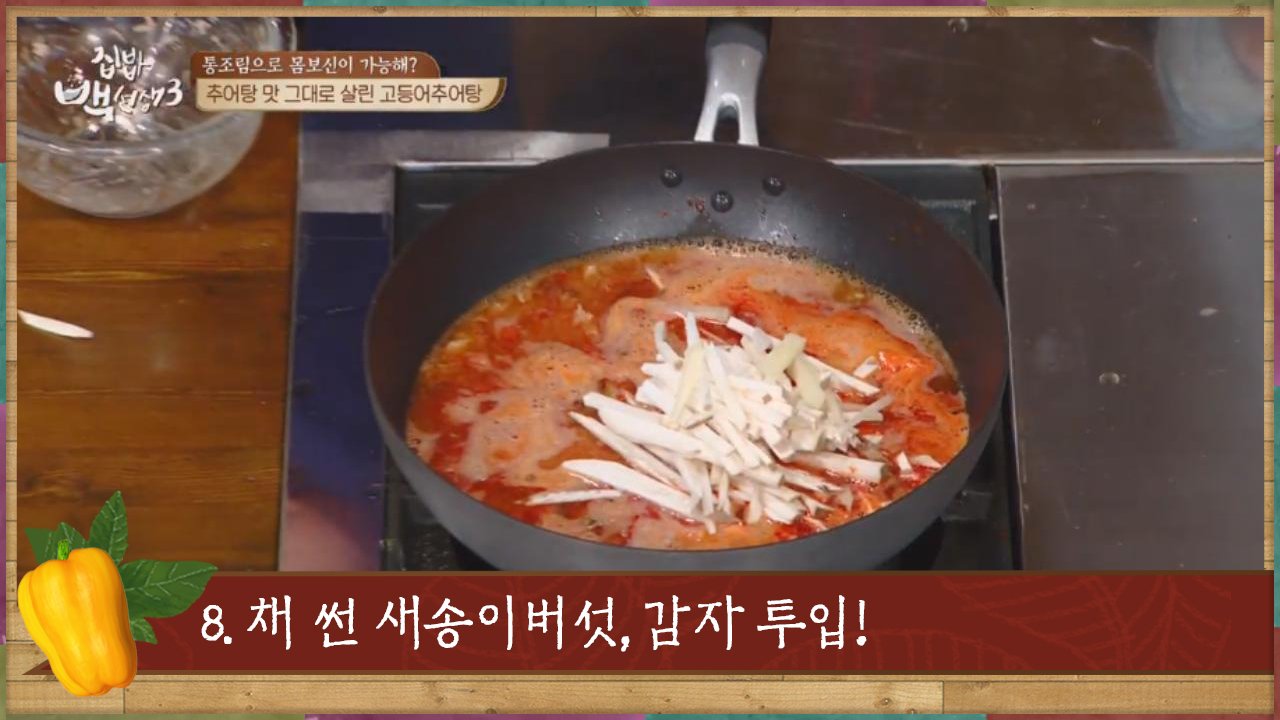 집밥
백선생3
통조림으로 몸보신이 가능해?
추어탕 맛 그대로 살린 고등어추어탕
8. 채 썬 새송이버섯, 감자 투입!